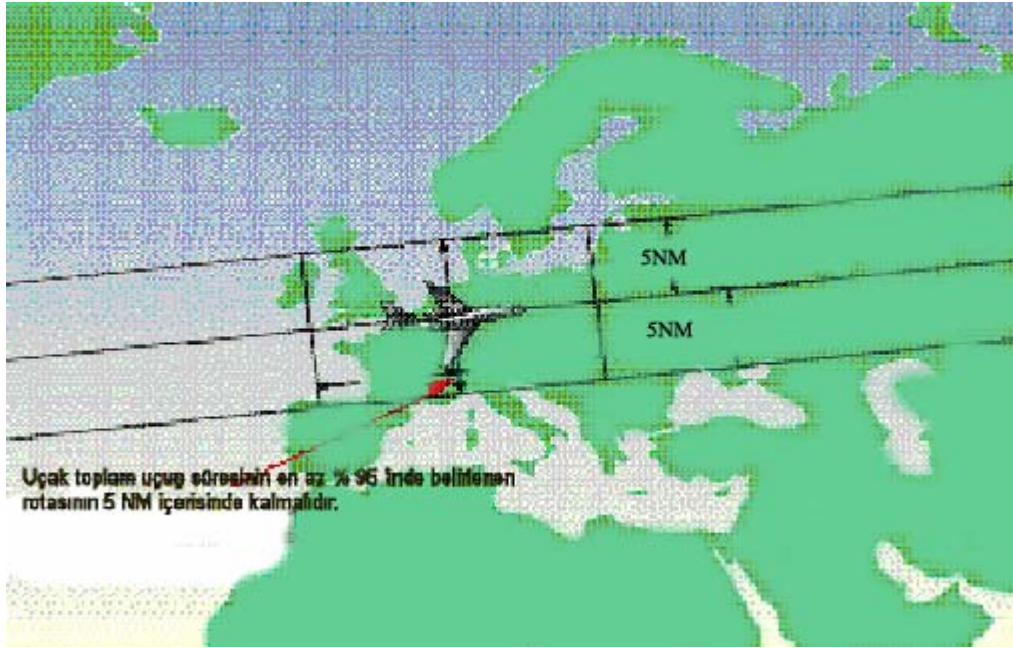 5NM
5NM
Uçak toplam uçuş süresinin en az % 95 inde belirlenen
rotasının 5 NM içerisinde kalmalıdır.